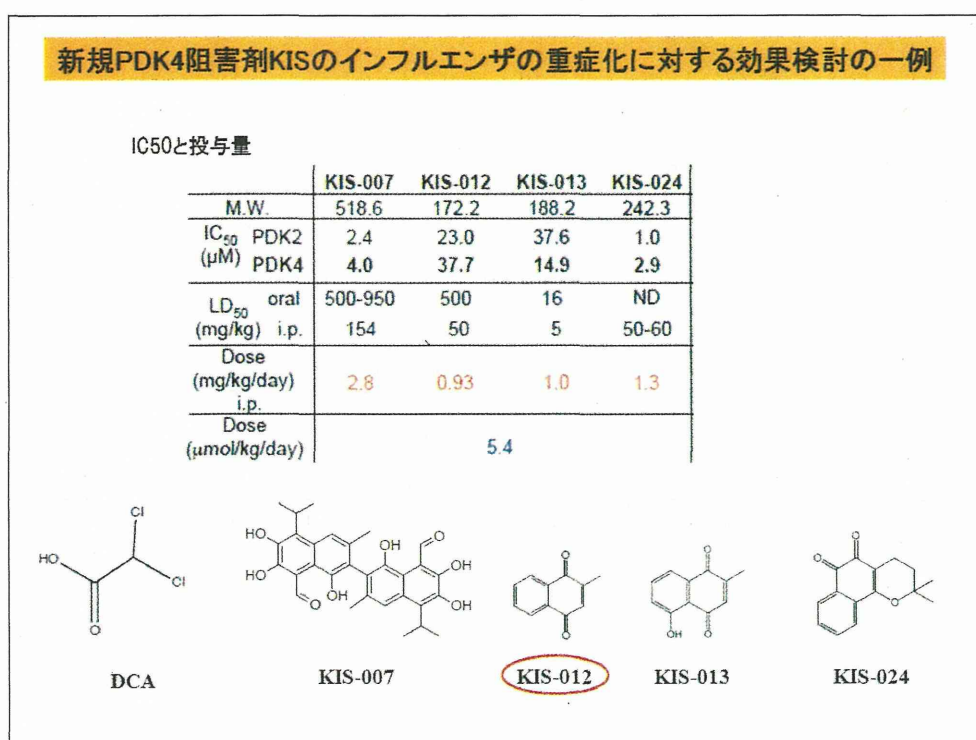 新規PDK4阻害剤KISのインフルエンザの重症化に対する効果検討の一例
IC50と投与量
KIS-007 KIS-012 KIS-013 KIS-024
M.W. 518.6 172.2 188.2 242.3
IC50 (μM) PDK2 2.4 23.0 37.6 1.0
PDK4 4.0 37.7 14.9 2.9
LD50 (mg/kg) oral 500-950 500 16 ND
i.p. 154 50 5 50-60
Dose
(mg/kg/day) 2.8 0.93 1.0 1.3
i.p.
Dose
(μmol/kg/day) 5.4
Cl
HO
Cl
O
HO
HO
O
OH
OH
O
OH
OH
O
O
O
OH
O
O
O
O
DCA KIS-007 KIS-012 KIS-013 KIS-024